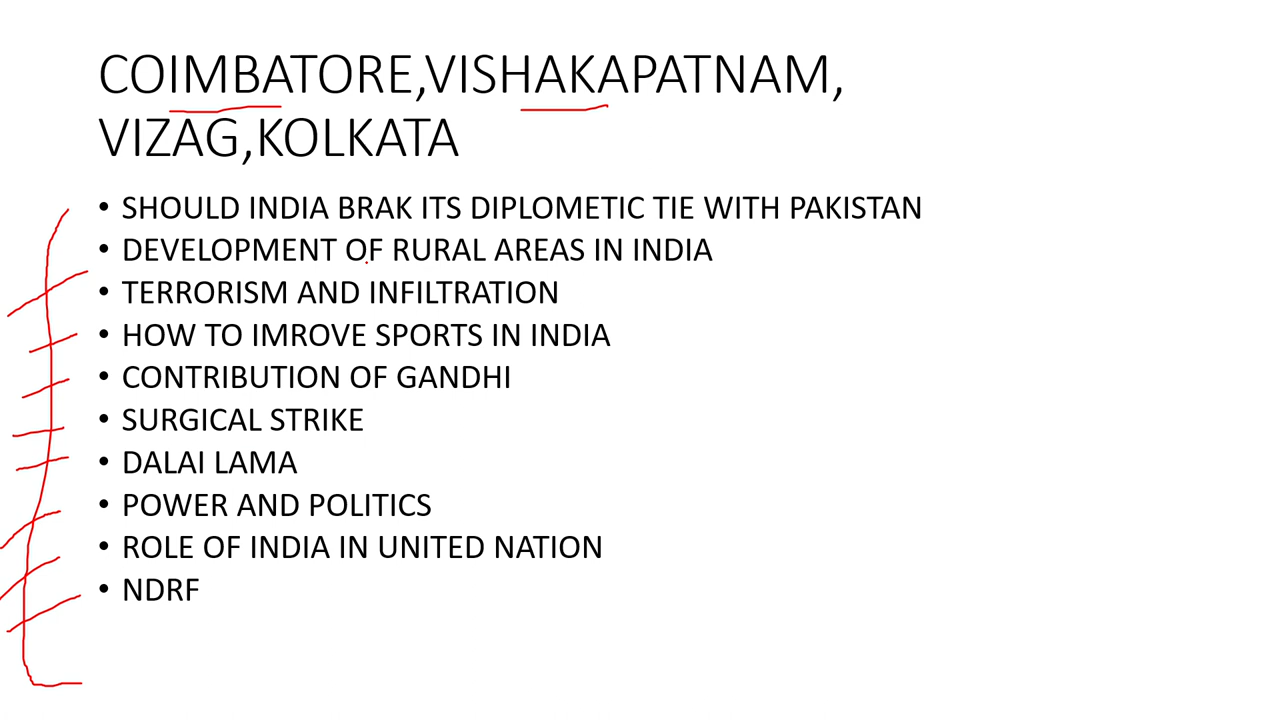 COIMBATORE,VISHAKAPATNAM,
VIZAG,KOLKATA
• SHOULD INDIA BRAK ITS DIPLOMETIC TIE WITH PAKISTAN
• DEVELOPMENT OF RURAL AREAS IN INDIA
• TERRORISM AND INFILTRATION
• HOW TO IMROVE SPORTS IN INDIA
• CONTRIBUTION OF GANDHI
• SURGICAL STRIKE
• DALAI LAMA
• POWER AND POLITICS
• ROLE OF INDIA IN UNITED NATION
• NDRF